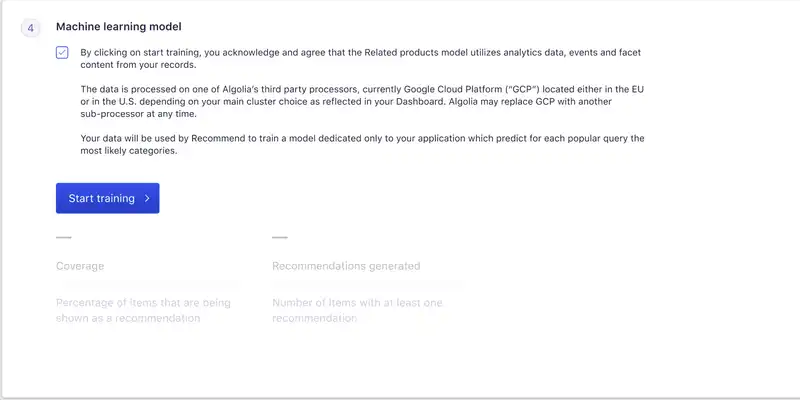 4 Machine learning model
By clicking on start training, you acknowledge and agree that the Related products model utilizes analytics data, events and facet
content from your records.
The data is processed on one of Algolia's third party processors, currently Google Cloud Platform ("GCP") located either in the EU
or in the U.S. depending on your main cluster choice as reflected in your Dashboard. Algolia may replace GCP with another
sub-processor at any time.
Your data will be used by Recommend to train a model dedicated only to your application which predict for each popular query the
most likely categories.
Start training
Coverage Recommendations generated
Percentage of items that are being Number of items with at least one
shown as a recommendation recommendation